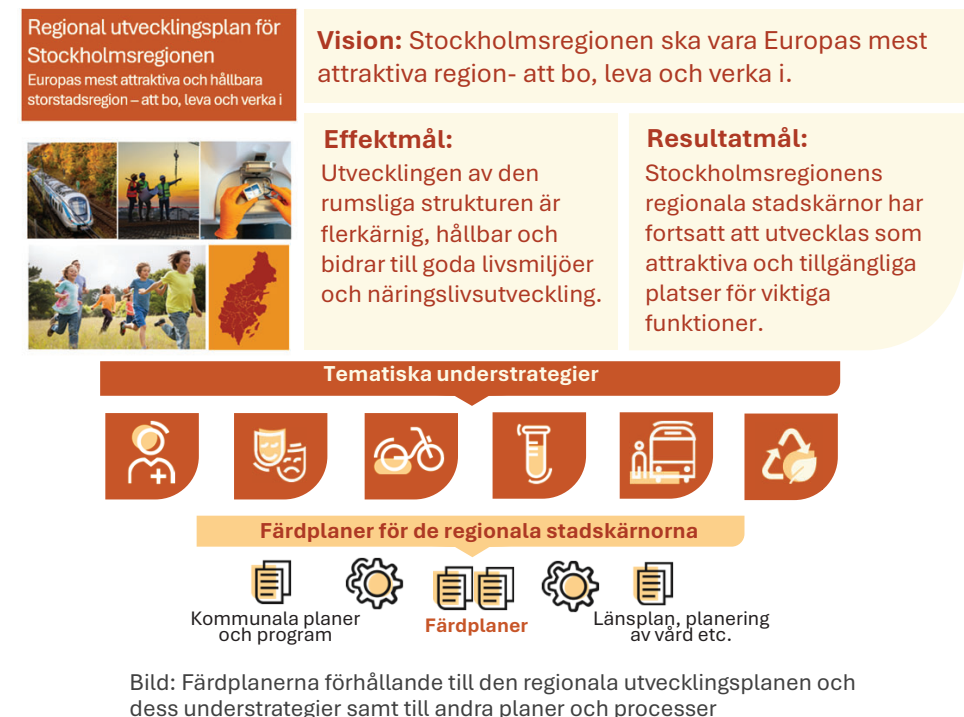 Regional utvecklingsplan för
Stockholmsregionen
Europas mest attraktiva och hållbara
storstadsregion – att bo, leva och verka i
Vision: Stockholmsregionen ska vara Europas mest
attraktiva region- att bo, leva och verka i.
Effektmål:
Utvecklingen av den
rumsliga strukturen är
flerkärnig, hållbar och
bidrar till goda livsmiljöer
och näringslivsutveckling.
Resultatmål:
Stockholmsregionens
regionala stadskärnor har
fortsatt att utvecklas som
attraktiva och tillgängliga
platser för viktiga
funktioner.
Tematiska understrategier
Färdplaner för de regionala stadskärnorna
Kommunala planer
och program
Färdplaner
Länsplan, planering
av vård etc.
Bild: Färdplanerna förhållande till den regionala utvecklingsplanen och
dess understrategier samt till andra planer och processer